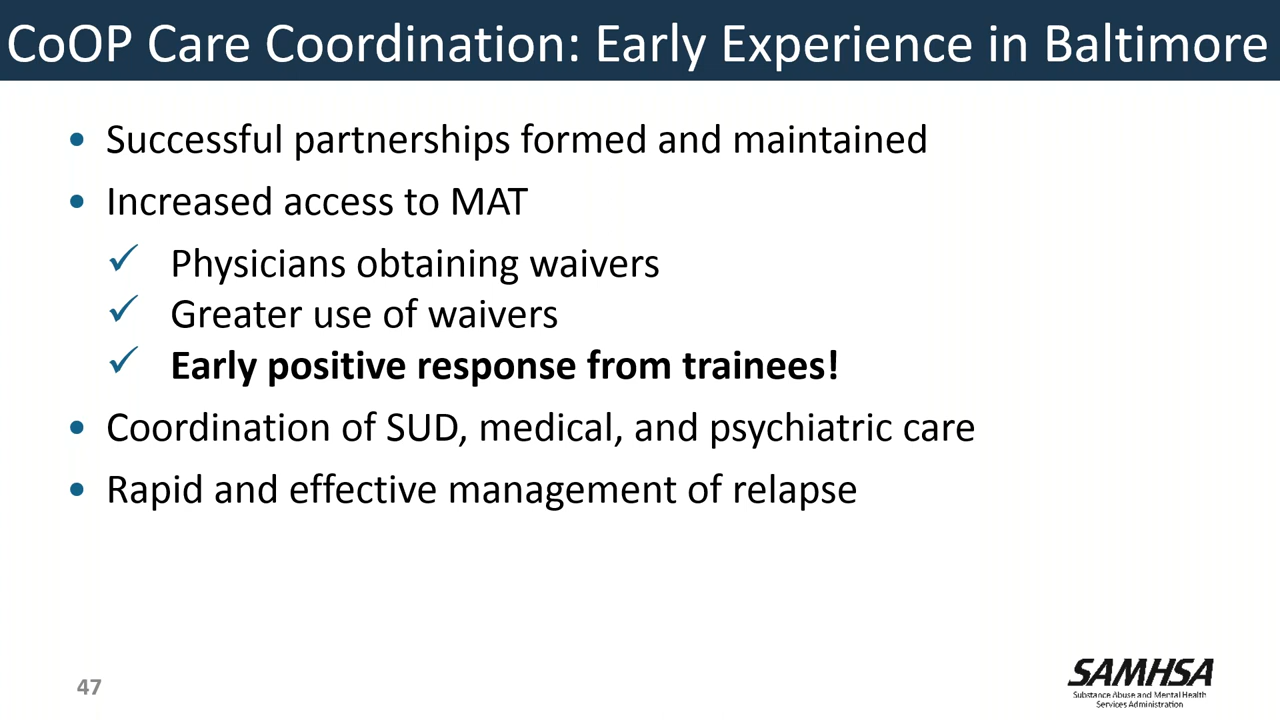 CoOP Care Coordination: Early Experience in Baltimore
• Successful partnerships formed and maintained
• Increased access to MAT
✓ Physicians obtaining waivers
✓ Greater use of waivers
✓ Early positive response from trainees!
• Coordination of SUD, medical, and psychiatric care
• Rapid and effective management of relapse
47
SAMHSA
Substance Abuse and Mental Health
Services Administration